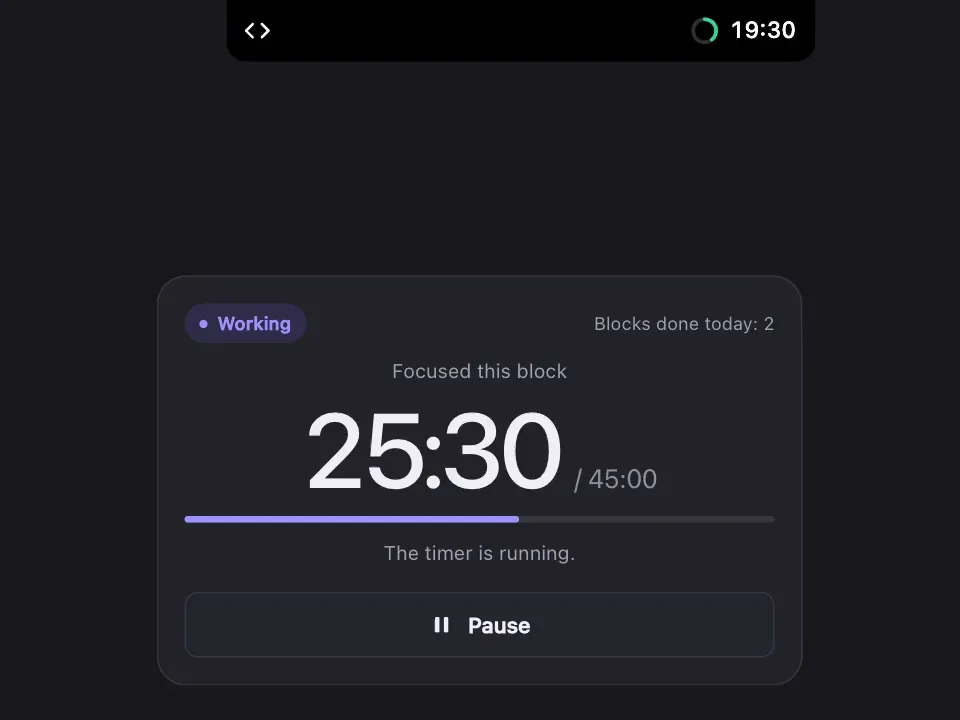 19:30
Working
Blocks done today: 2
Focused this block
25:30 / 45:00
The timer is running.
Pause